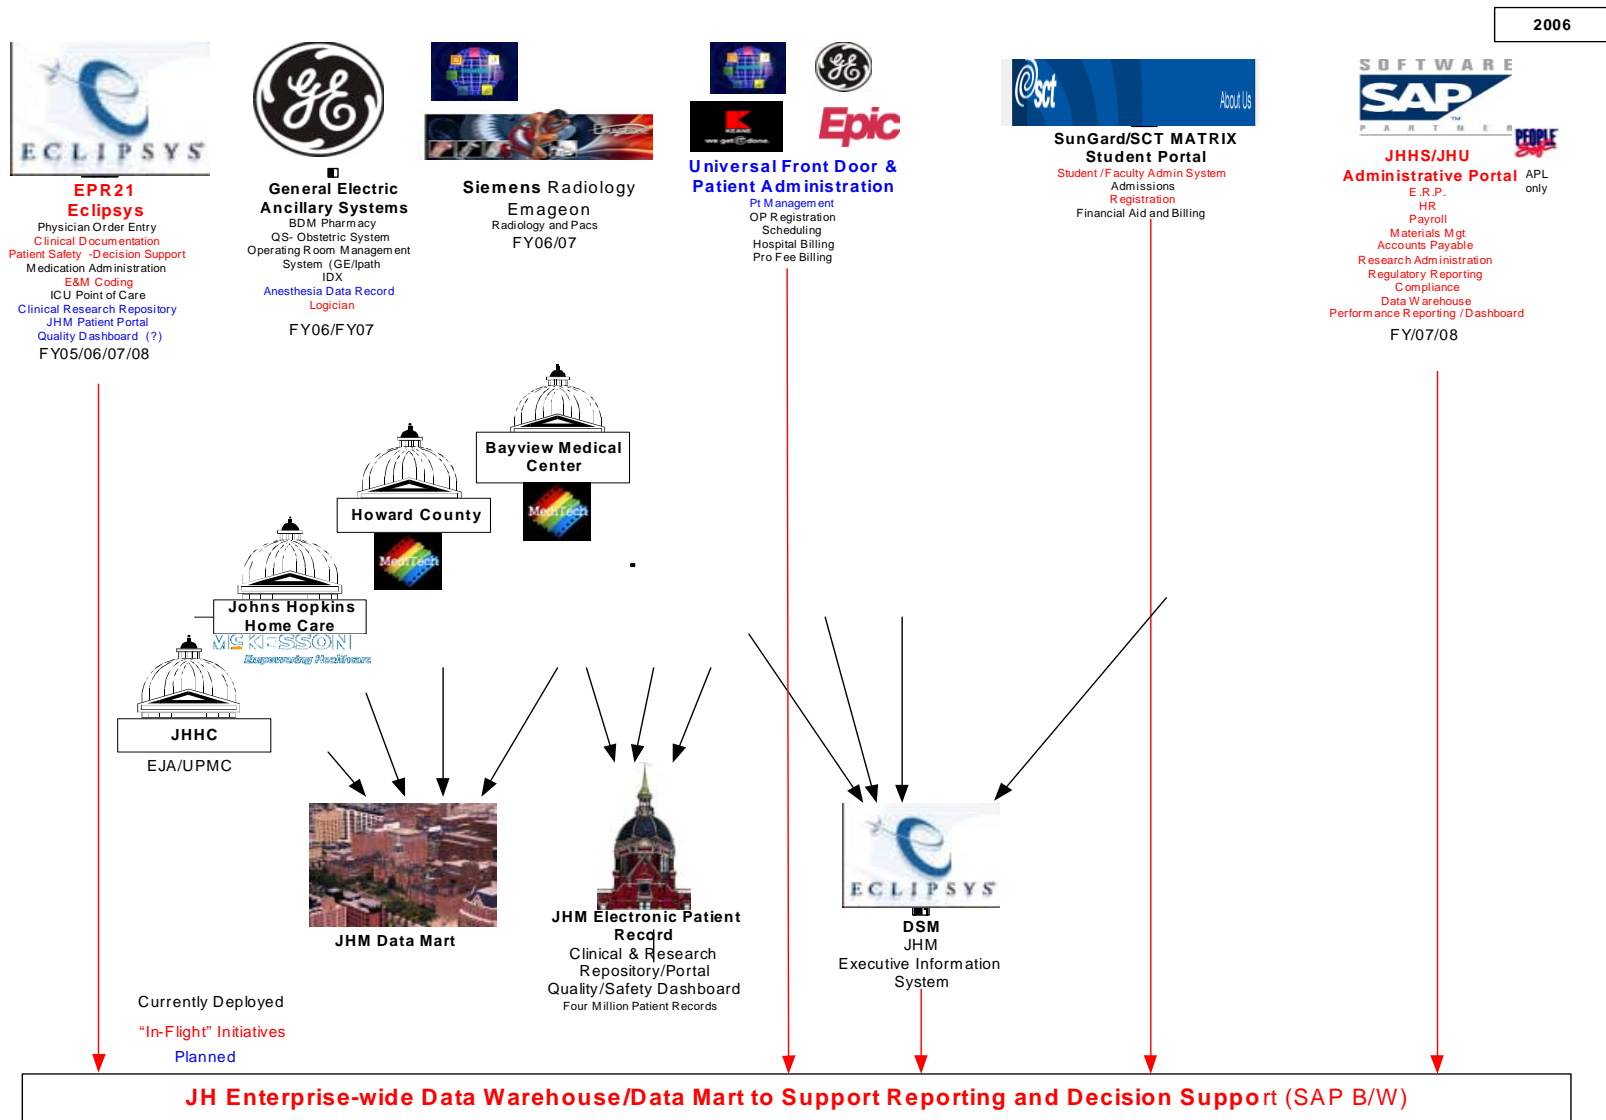 2006
ECLIPSYS
EPR21
Eclipsys
Physician Order Entry
Clinical Documentation
Patient Safety -Decision Support
Medication Administration
E&M Coding
ICU Point of Care
Clinical Research Repository
JHM Patient Portal
Quality Dashboard (?)
FY05/06/07/08
GE
General Electric
Ancillary Systems
BDM Pharmacy
QS- Obstetric System
Operating Room Management
System (GE/Ipath
IDX
Anesthesia Data Record
Logician
FY06/FY07
Siemens Radiology
Emageon
Radiology and Pacs
FY06/07
GE
KEANE
we get it done.
Epic
Universal Front Door &
Patient Administration
Pt Management
OP Registration
Scheduling
Hospital Billing
Pro Fee Billing
sct
About Us
SunGard/SCT MATRIX
Student Portal
Student/Faculty Admin System
Admissions
Registration
Financial Aid and Billing
SOFTWARE
SAP
TM
PARTNER
PEOPLE
Soft
JHHS/JHU
Administrative Portal
APL
only
E.R.P.
HR
Payroll
Materials Mgt
Accounts Payable
Research Administration
Regulatory Reporting
Compliance
Data Warehouse
Performance Reporting /Dashboard
FY/07/08
Bayview Medical
Center
MediTech
Howard County
MediTech
Johns Hopkins
Home Care
McKESSON
Empowering Healthcare
JHHC
EJA/UPMC
JHM Data Mart
JHM Electronic Patient
Record
Clinical & Research
Repository/Portal
Quality/Safety Dashboard
Four Million Patient Records
ECLIPSYS
DSM
JHM
Executive Information
System
Currently Deployed
“In-Flight” Initiatives
Planned
JH Enterprise-wide Data Warehouse/Data Mart to Support Reporting and Decision Support (SAP B/W)